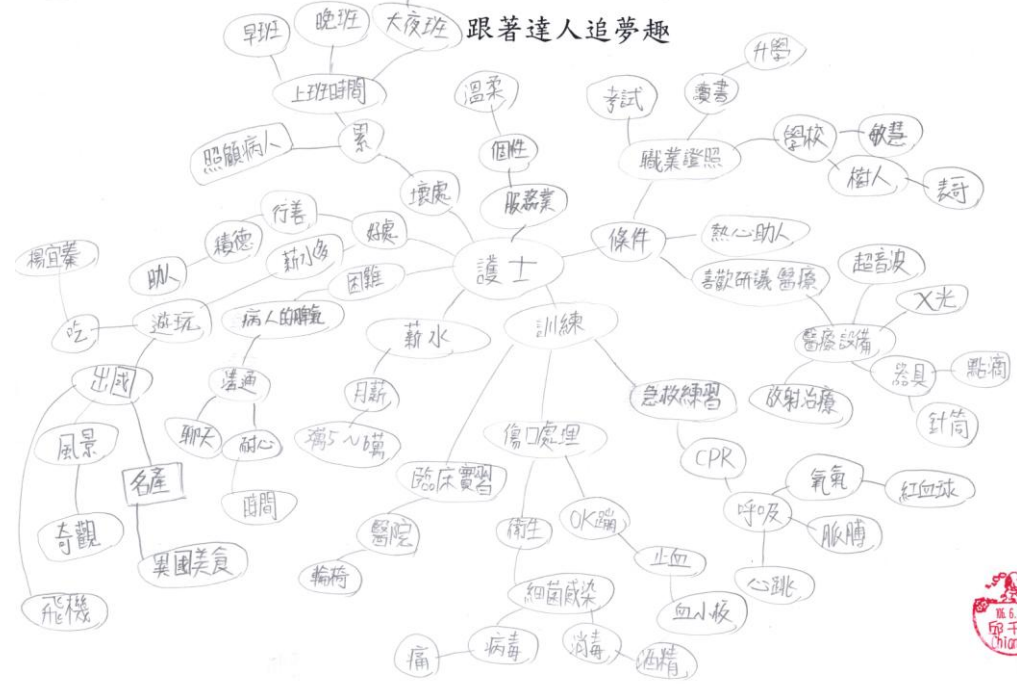 跟著達人追夢趣
護士
服務業
個性
溫柔
壞處
累
上班時間
早班
晚班
大夜班
照顧病人
好處
行善
積德
助人
薪水多
遊玩
吃
楊宜蓁
出國
風景
奇觀
名產
異國美食
飛機
困難
病人的脾氣
溝通
聊天
耐心
時間
薪水
月薪
滿5~6萬
訓練
臨床實習
醫院
輪椅
傷口處理
衛生
細菌感染
病毒
痛
消毒
酒精
OK蹦
止血
血小板
急救練習
CPR
呼吸
氧氣
紅血球
脈膊
心跳
條件
職業證照
考試
讀書
升學
學校
敏慧
樹人
表哥
熱心助人
喜歡研議醫療
醫療設備
超音波
X光
器具
點滴
針筒
放射治療